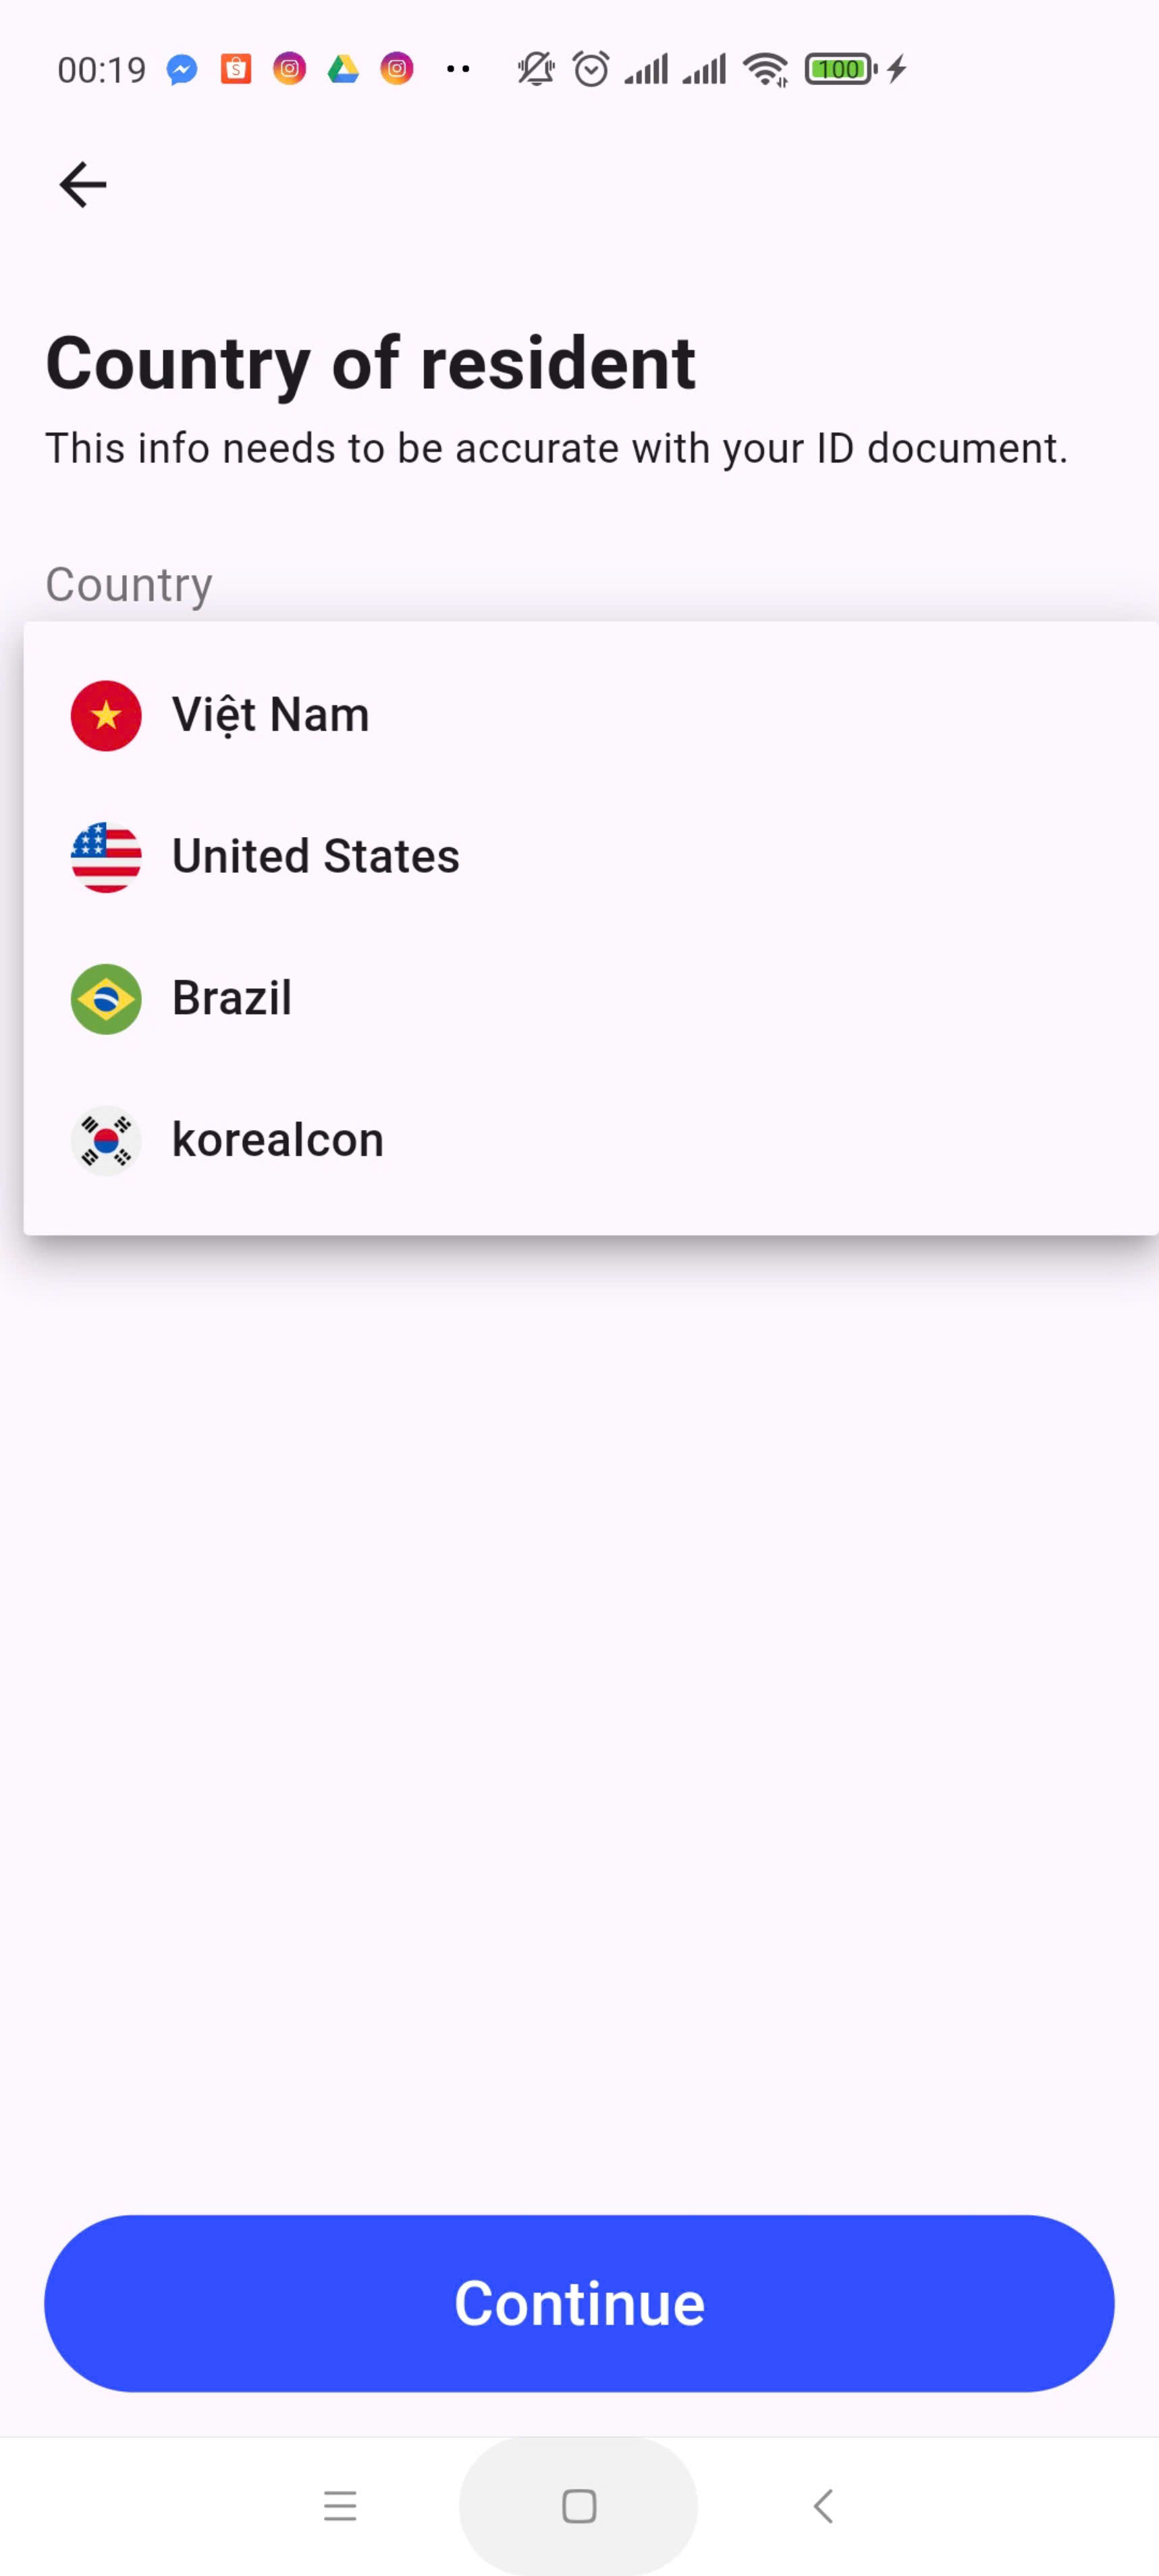 00:19
100
Country of resident
This info needs to be accurate with your ID document.
Country
Việt Nam
United States
Brazil
koreaIcon
Continue